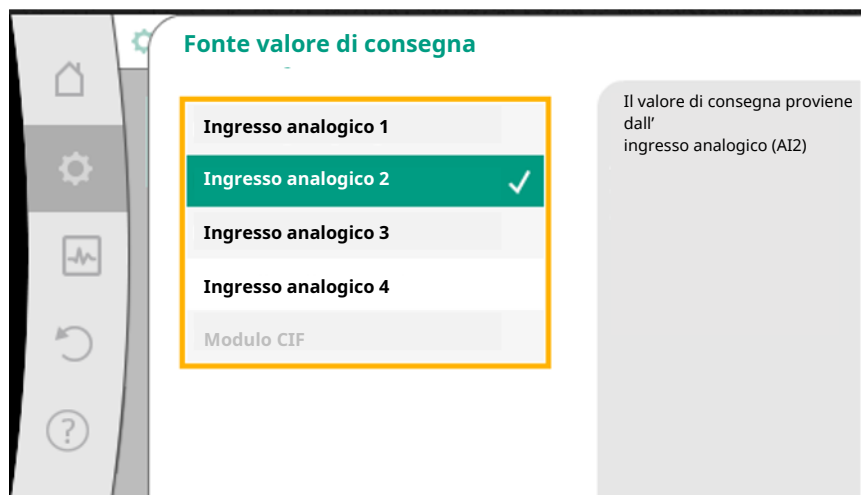 Fonte valore di consegna
Ingresso analogico 1
Ingresso analogico 2
Ingresso analogico 3
Ingresso analogico 4
Modulo CIF
Il valore di consegna proviene
dall'
ingresso analogico (AI2)